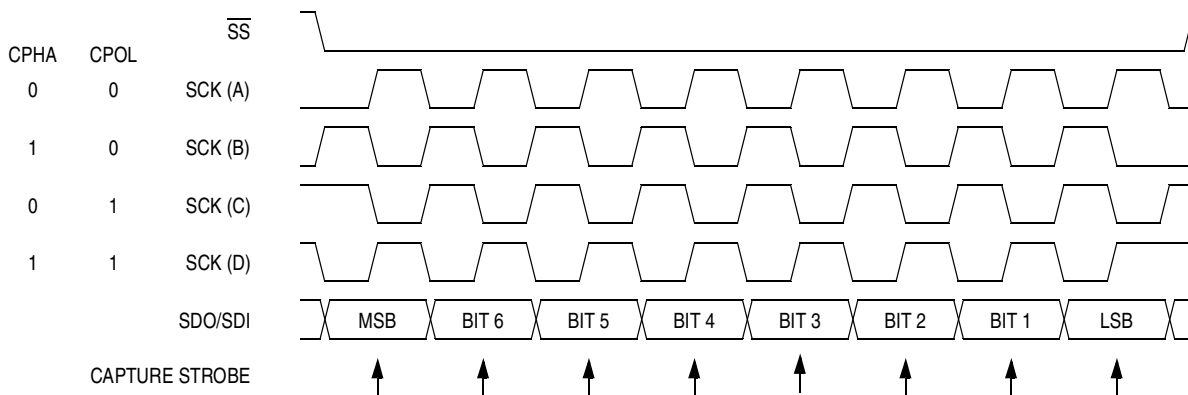 S̅S̅
CPHA CPOL
0 0 SCK (A)
1 0 SCK (B)
0 1 SCK (C)
1 1 SCK (D)
SDO/SDI MSB BIT 6 BIT 5 BIT 4 BIT 3 BIT 2 BIT 1 LSB
CAPTURE STROBE